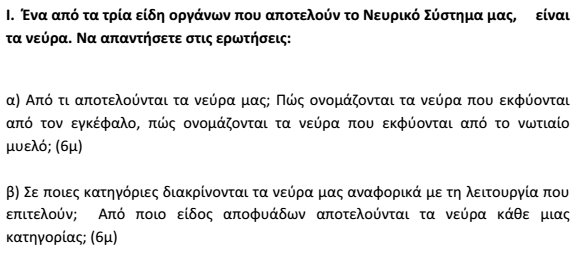 Ι. Ένα από τα τρία είδη οργάνων που αποτελούν το Νευρικό Σύστημα μας, είναι
τα νεύρα. Να απαντήσετε στις ερωτήσεις:
α) Από τι αποτελούνται τα νεύρα μας; Πώς ονομάζονται τα νεύρα που εκφύονται
από τον εγκέφαλο, πώς ονομάζονται τα νεύρα που εκφύονται από το νωτιαίο
μυελό; (6μ)
β) Σε ποιες κατηγόριες διακρίνονται τα νεύρα μας αναφορικά με τη λειτουργία που
επιτελούν; Από ποιο είδος αποφυάδων αποτελούνται τα νεύρα κάθε μιας
κατηγορίας; (6μ)